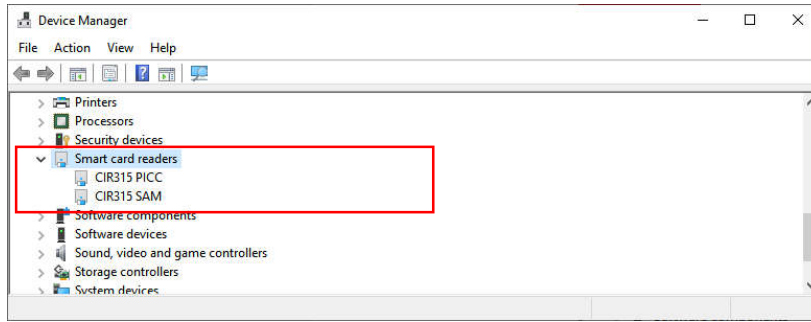 Device Manager
File Action View Help
Printers
Processors
Security devices
Smart card readers
CIR315 PICC
CIR315 SAM
Software components
Software devices
Sound, video and game controllers
Storage controllers
System devices